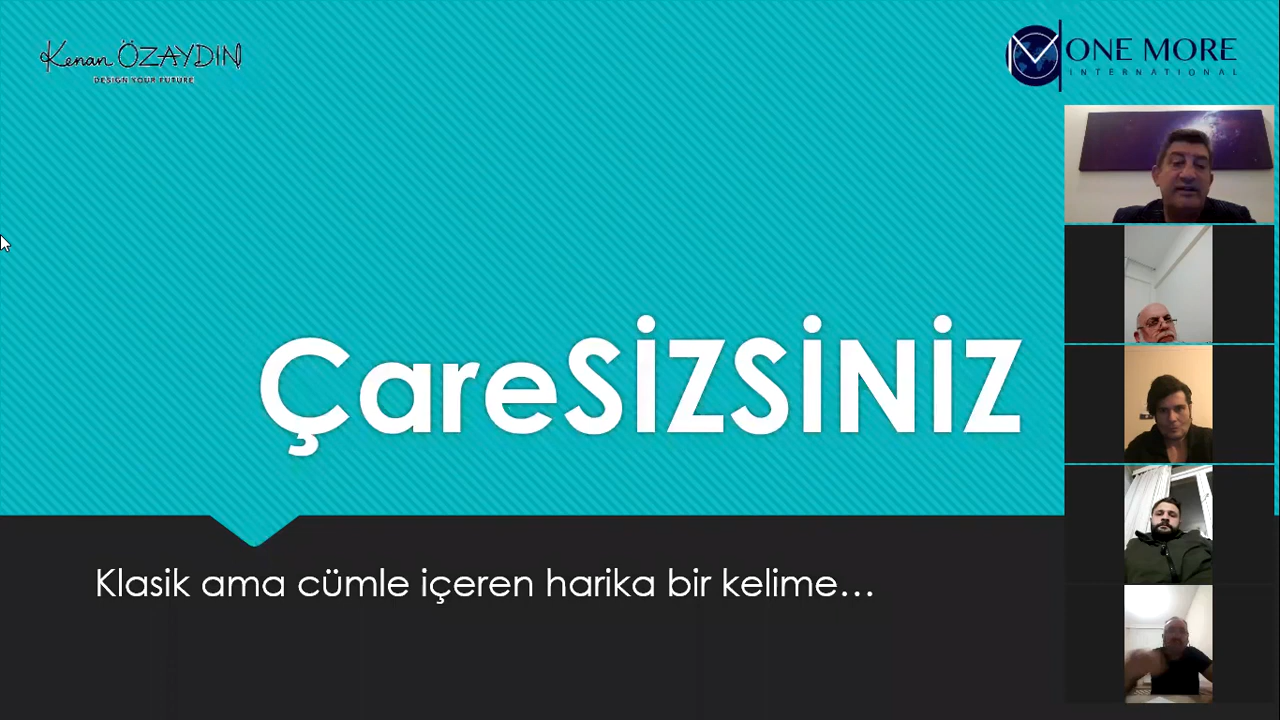 Kenan ÖZAYDIN
DESIGN YOUR FUTURE
ONE MORE
INTERNATIONAL
ÇareSİZSİNİZ
Klasik ama cümle içeren harika bir kelime...